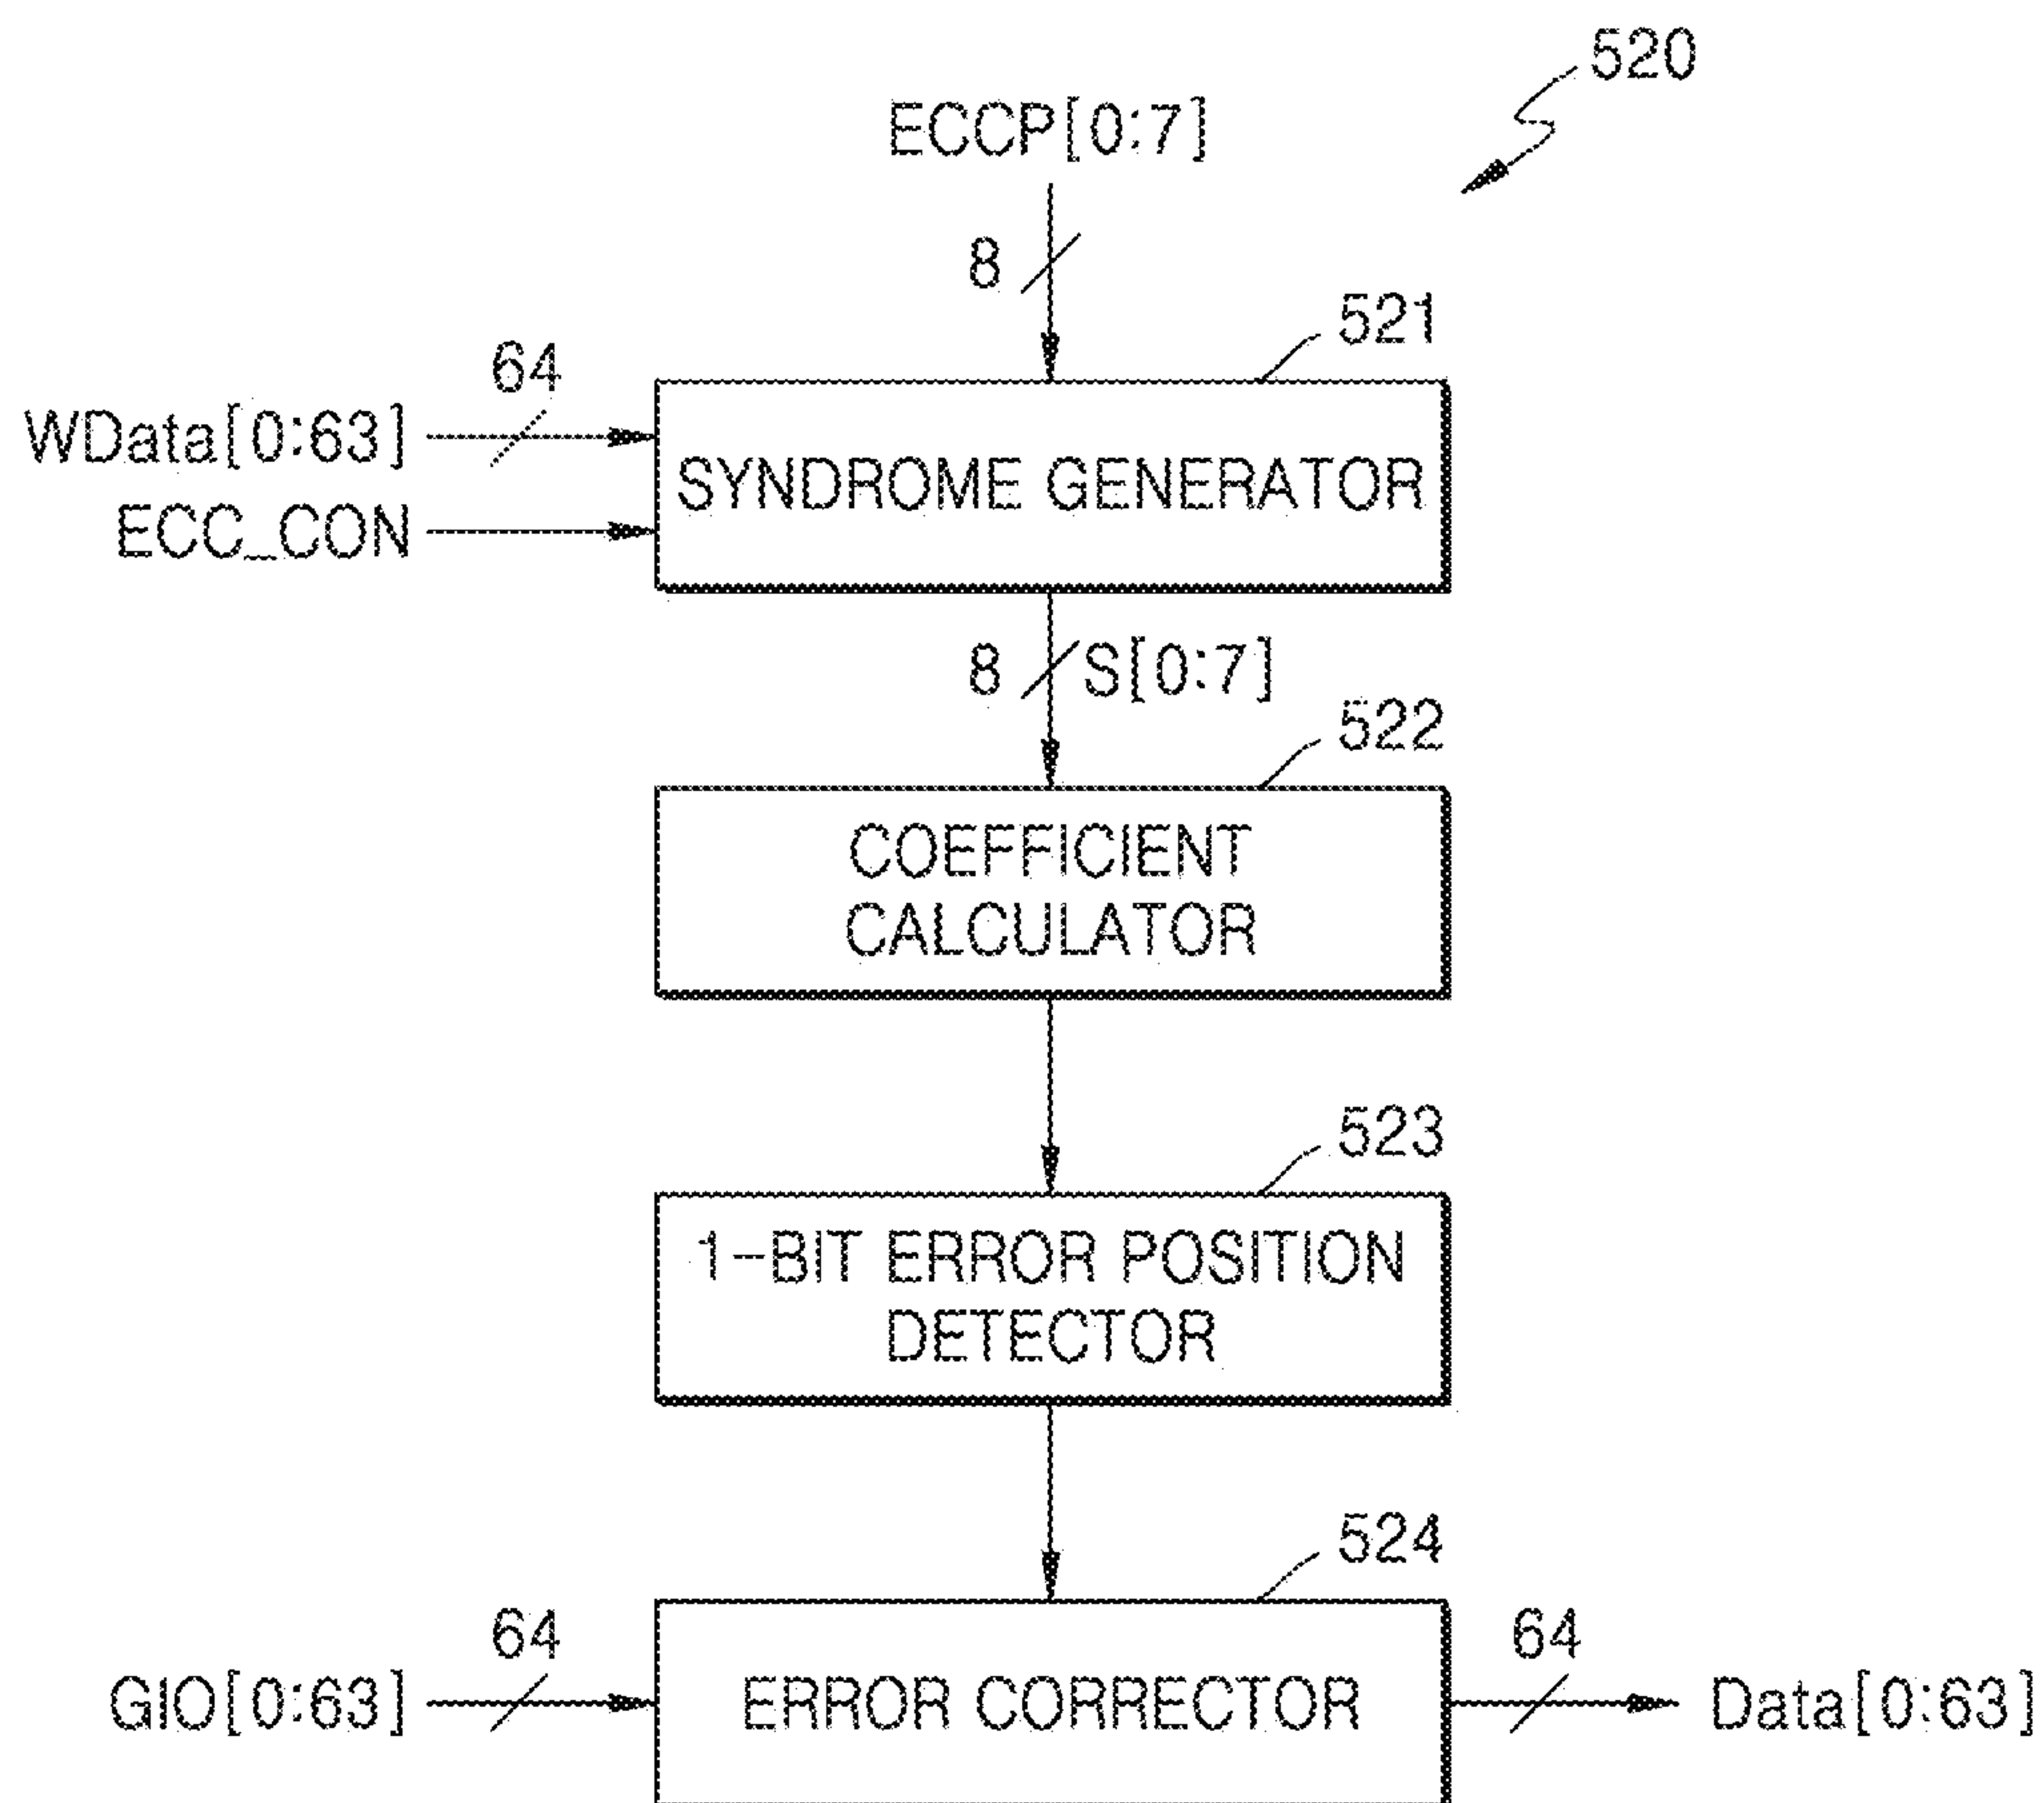 520
ECCP[0:7]
8
521
64
WData[0:63]
ECC_CON
SYNDROME GENERATOR
8
S[0:7]
522
COEFFICIENT
CALCULATOR
523
1-BIT ERROR POSITION
DETECTOR
524
64
GIO[0:63]
ERROR CORRECTOR
64
Data[0:63]